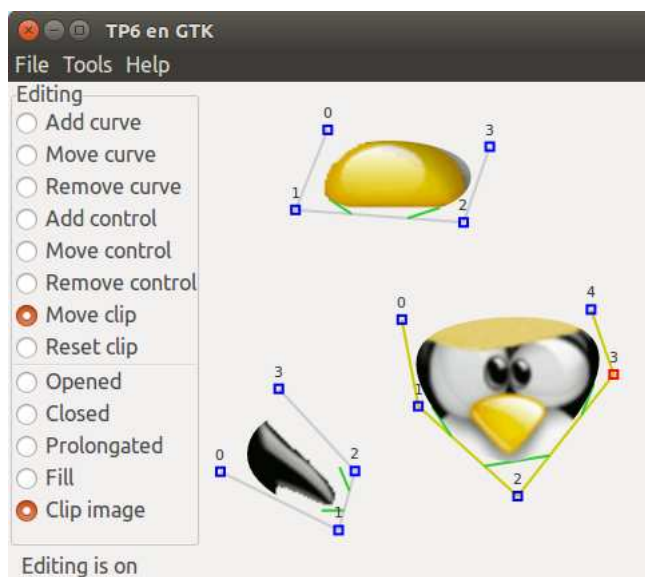 TP6 en GTK
File Tools Help
Editing
Add curve
Move curve
Remove curve
Add control
Move control
Remove control
Move clip
Reset clip
Opened
Closed
Prolongated
Fill
Clip image
Editing is on
0
3
1
2
4
0
3
1
2
3
0
2
1